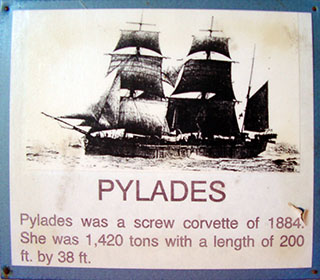 PYLADES
Pylades was a screw corvette of 1884.
She was 1,420 tons with a length of 200
ft. by 38 ft.